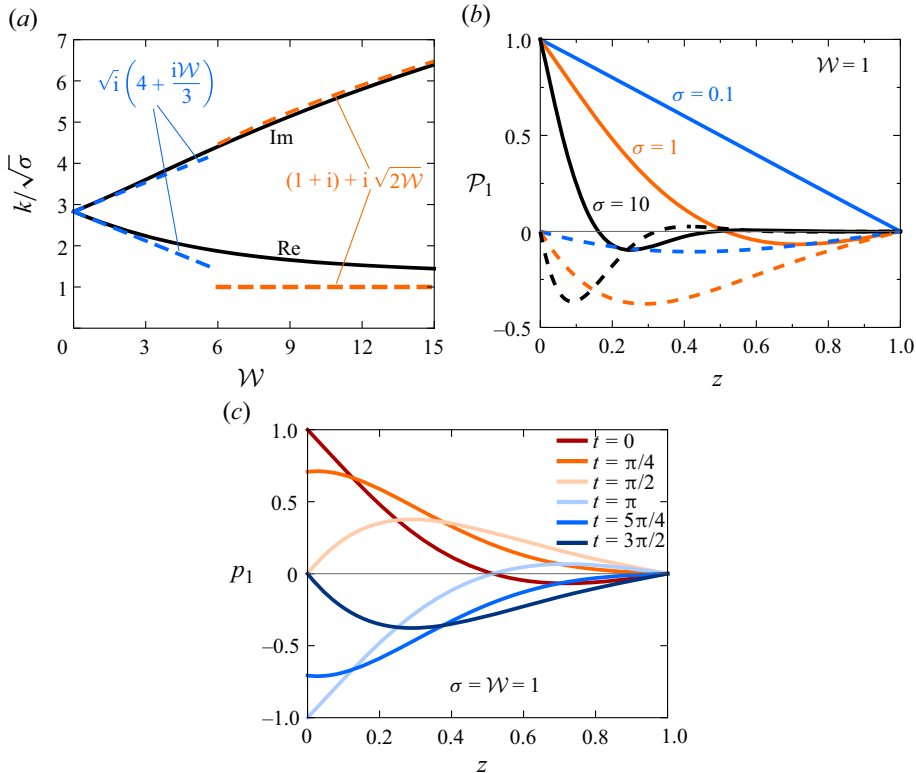 (a)
7
6
5
4
3
2
1
0
k/√σ
√i (4 + i𝒲/3)
Im
(1 + i) + i √2𝒲
Re
0 3 6 9 12 15
𝒲
(b)
1.0
0.5
0
−0.5
𝒫₁
𝒲 = 1
σ = 0.1
σ = 1
σ = 10
0 0.2 0.4 0.6 0.8 1.0
z
(c)
1.0
0.5
0
−0.5
−1.0
p₁
t = 0
t = π/4
t = π/2
t = π
t = 5π/4
t = 3π/2
σ = 𝒲 = 1
0 0.2 0.4 0.6 0.8 1.0
z